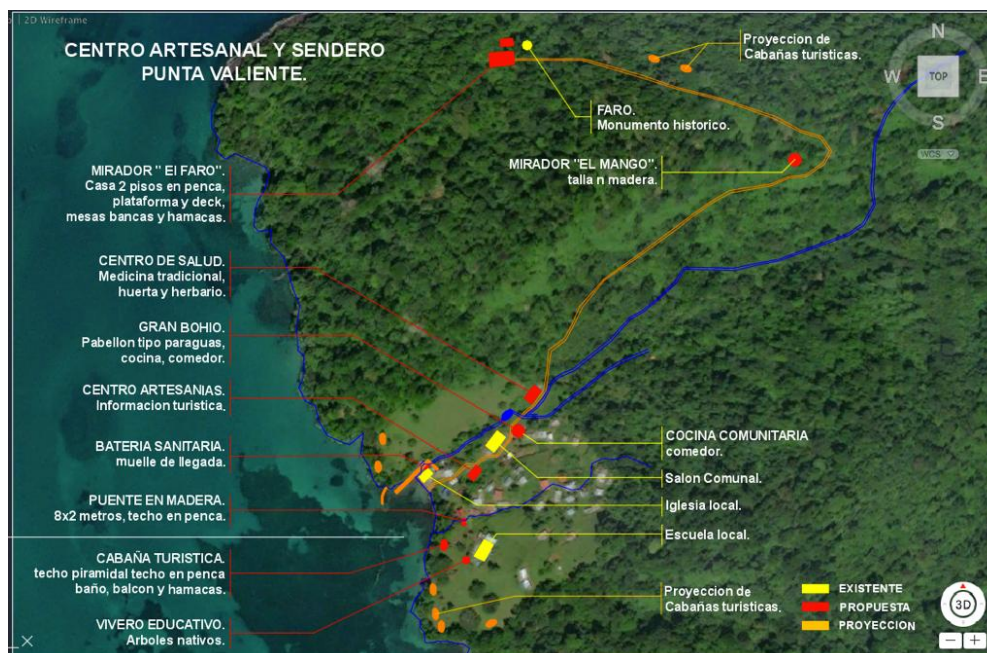 2D Wireframe
CENTRO ARTESANAL Y SENDERO
PUNTA VALIENTE.
Proyeccion de
Cabañas turisticas.
N
W
TOP
E
S
WCS
FARO.
Monumento historico.
MIRADOR "EL MANGO".
talla n madera.
MIRADOR " El FARO".
Casa 2 pisos en penca,
plataforma y deck,
mesas bancas y hamacas.
CENTRO DE SALUD.
Medicina tradicional,
huerta y herbario.
GRAN BOHIO.
Pabellon tipo paraguas,
cocina, comedor.
CENTRO ARTESANIAS.
Informacion turistica.
BATERIA SANITARIA.
muelle de llegada.
PUENTE EN MADERA.
8x2 metros, techo en penca.
CABAÑA TURISTICA.
techo piramidal techo en penca
baño, balcon y hamacas.
VIVERO EDUCATIVO.
Arboles nativos.
COCINA COMUNITARIA
comedor.
Salon Comunal.
Iglesia local.
Escuela local.
Proyeccion de
Cabañas turisticas.
EXISTENTE
PROPUESTA
PROYECCION
3D